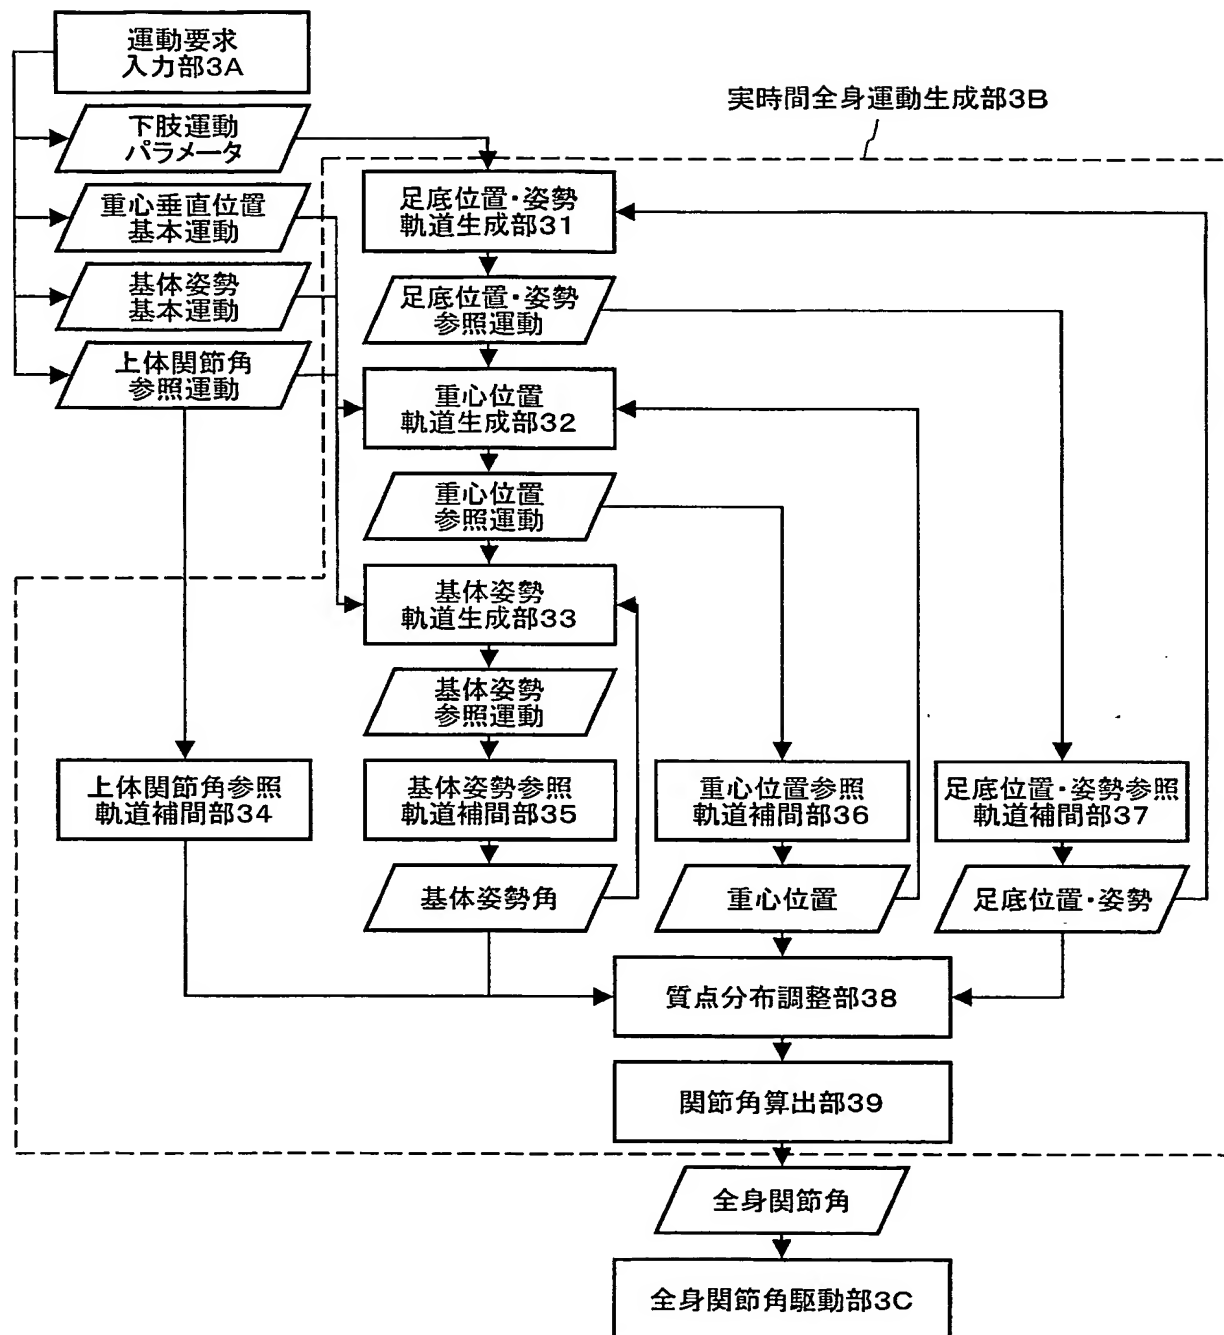 運動要求
入力部3A
実時間全身運動生成部3B
下肢運動
パラメータ
重心垂直位置
基本運動
基体姿勢
基本運動
上体関節角
参照運動
足底位置・姿勢
軌道生成部31
足底位置・姿勢
参照運動
重心位置
軌道生成部32
重心位置
参照運動
基体姿勢
軌道生成部33
基体姿勢
参照運動
上体関節角参照
軌道補間部34
基体姿勢参照
軌道補間部35
重心位置参照
軌道補間部36
足底位置・姿勢参照
軌道補間部37
基体姿勢角
重心位置
足底位置・姿勢
質点分布調整部38
関節角算出部39
全身関節角
全身関節角駆動部3C